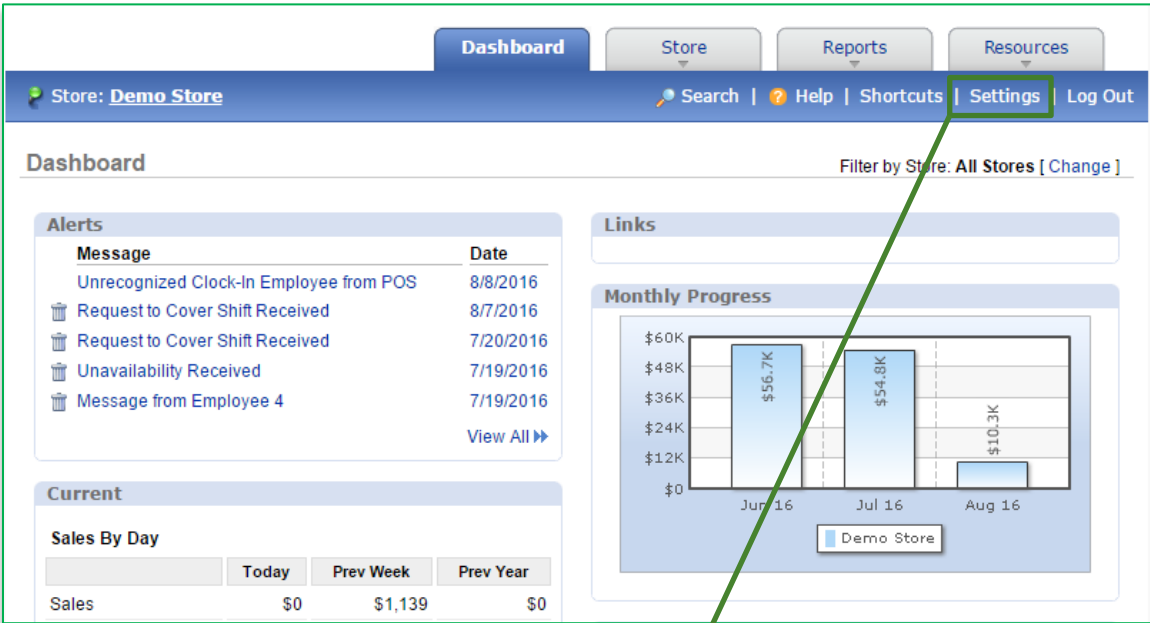 Dashboard Store Reports Resources
Store: Demo Store Search | ? Help | Shortcuts | Settings | Log Out
Dashboard
Filter by Store: All Stores [ Change ]
Alerts
Message Date
Unrecognized Clock-In Employee from POS 8/8/2016
Request to Cover Shift Received 8/7/2016
Request to Cover Shift Received 7/20/2016
Unavailability Received 7/19/2016
Message from Employee 4 7/19/2016
View All
Current
Sales By Day
Today Prev Week Prev Year
Sales $0 $1,139 $0
Links
Monthly Progress
$60K
$48K
$36K
$24K
$12K
$0
$56.7K
$54.8K
$10.3K
Jun 16 Jul 16 Aug 16
Demo Store